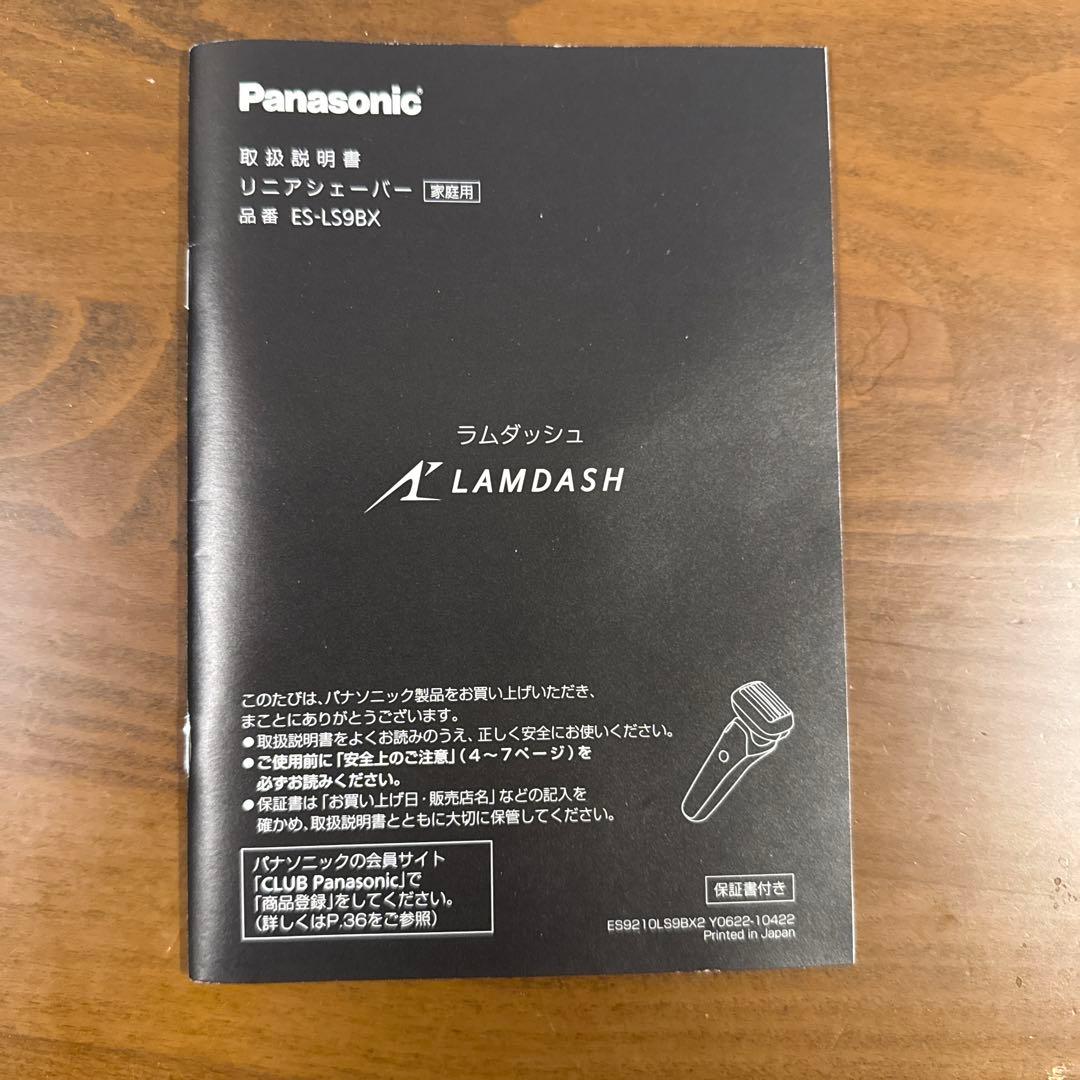 Panasonic
取扱説明書
リニアシェーバー 家庭用
品番 ES-LS9BX
ラムダッシュ
LAMDASH
このたびは、パナソニック製品をお買い上げいただき、
まことにありがとうございます。
●取扱説明書をよくお読みのうえ、正しく安全にお使いください。
●ご使用前に「安全上のご注意」(4〜7ページ)を
必ずお読みください。
●保証書は「お買い上げ日・販売店名」などの記入を
確かめ、取扱説明書とともに大切に保管してください。
パナソニックの会員サイト
「CLUB Panasonic」で
「商品登録」をしてください。
(詳しくはP.36をご参照)
保証書付き
ES9210LS9BX2 Y0622-10422
Printed in Japan